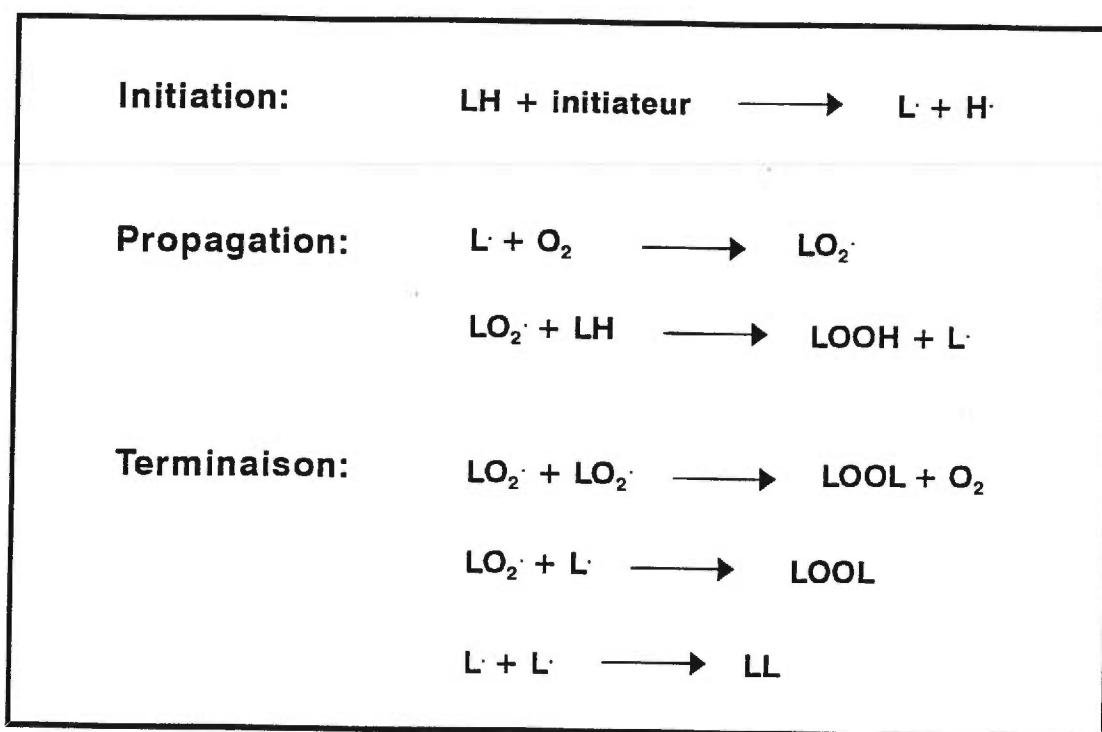 Initiation: LH + initiateur ⟶ L· + H·
Propagation: L· + O₂ ⟶ LO₂·
LO₂· + LH ⟶ LOOH + L·
Terminaison: LO₂· + LO₂· ⟶ LOOL + O₂
LO₂· + L· ⟶ LOOL
L· + L· ⟶ LL